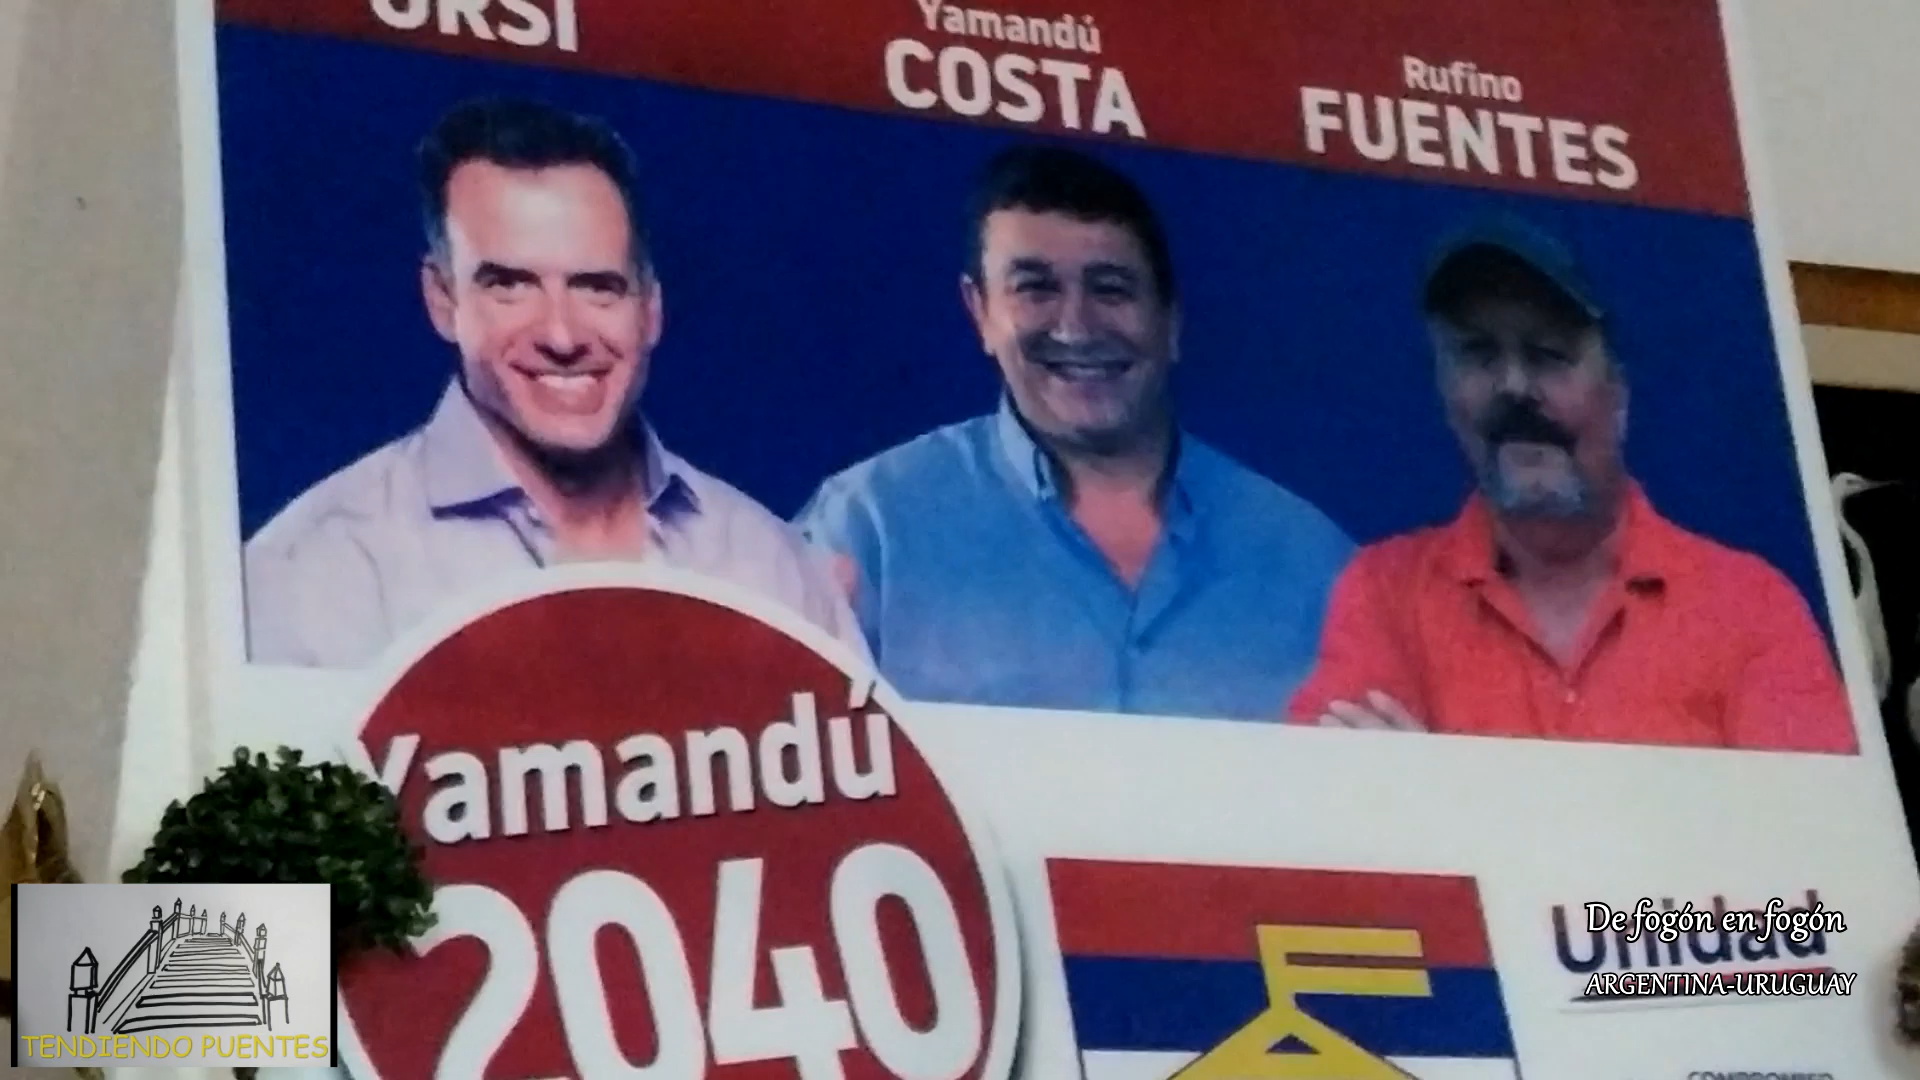 ORSI
Yamandú
COSTA
Rufino
FUENTES
Yamandú
2040
Unidad
De fogón en fogón
ARGENTINA-URUGUAY
TENDIENDO PUENTES